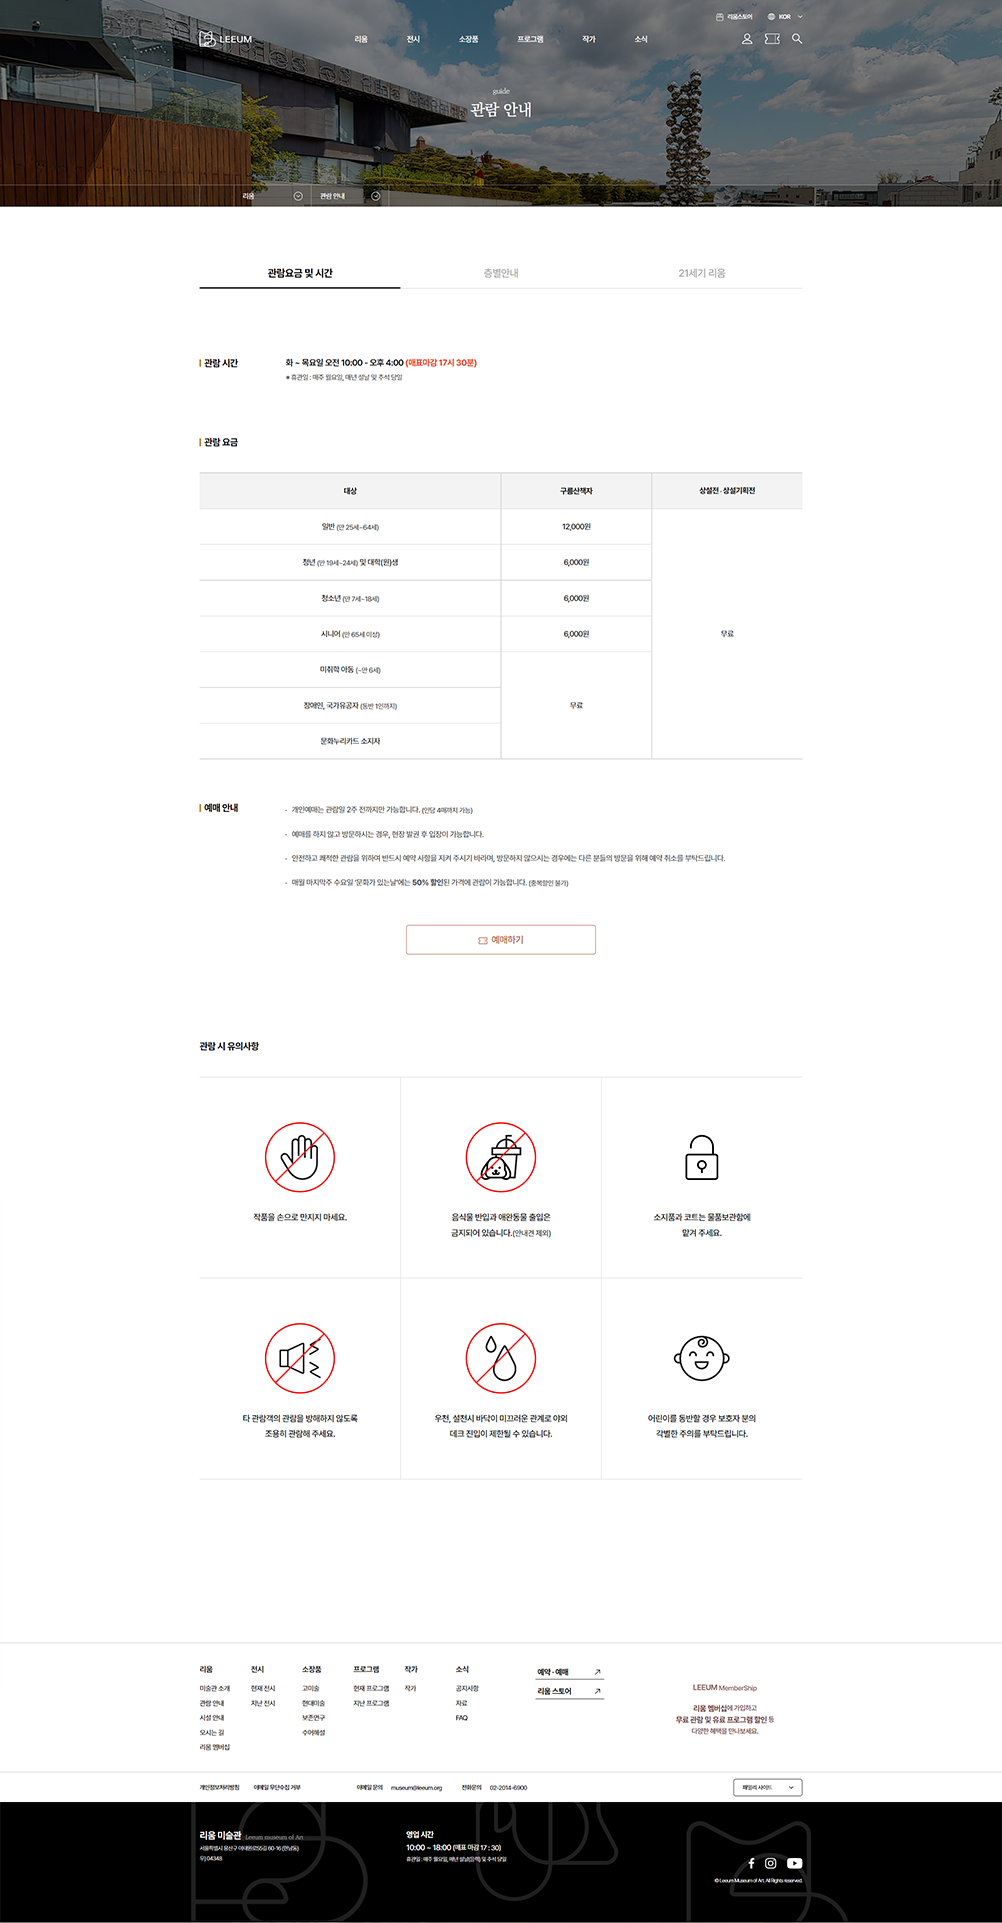 리움스토어 KOR
LEEUM 리움 전시 소장품 프로그램 작가 소식
guide
관람 안내
리움 관람 안내
관람요금 및 시간 층별안내 21세기 리움
관람 시간 화 ~ 목요일 오전 10:00 - 오후 4:00 (매표마감 17시 30분)
※ 휴관일 : 매주 월요일, 매년 설날 및 추석 당일
관람 요금
대상 구름산책자 상설전 · 상설기획전
일반 (만 25세~64세) 12,000원
청년 (만 19세~24세) 및 대학(원)생 6,000원
청소년 (만 7세~18세) 6,000원
시니어 (만 65세 이상) 6,000원 무료
미취학 아동 (~만 6세)
장애인, 국가유공자 (동반 1인까지) 무료
문화누리카드 소지자
예매 안내 · 개인예매는 관람일 2주 전까지만 가능합니다. (인당 4매까지 가능)
· 예매를 하지 않고 방문하시는 경우, 현장 발권 후 입장이 가능합니다.
· 안전하고 쾌적한 관람을 위하여 반드시 예약 사항을 지켜 주시기 바라며, 방문하지 않으시는 경우에는 다른 분들의 방문을 위해 예약 취소를 부탁드립니다.
· 매월 마지막주 수요일 '문화가 있는날'에는 50% 할인된 가격에 관람이 가능합니다. (중복할인 불가)
예매하기
관람 시 유의사항
작품을 손으로 만지지 마세요.
음식물 반입과 애완동물 출입은
금지되어 있습니다.(안내견 제외)
소지품과 코트는 물품보관함에
맡겨 주세요.
타 관람객의 관람을 방해하지 않도록
조용히 관람해 주세요.
우천, 설천시 바닥이 미끄러운 관계로 야외
데크 진입이 제한될 수 있습니다.
어린이를 동반할 경우 보호자 분의
각별한 주의를 부탁드립니다.
리움 전시 소장품 프로그램 작가 소식
미술관 소개 현재 전시 고미술 현재 프로그램 작가 공지사항
관람 안내 지난 전시 현대미술 지난 프로그램 자료
시설 안내 보존연구 FAQ
오시는 길 수어해설
리움 멤버십
예약 · 예매
리움 스토어
LEEUM MemberShip
리움 멤버십에 가입하고
무료 관람 및 유료 프로그램 할인 등
다양한 혜택을 만나보세요.
개인정보처리방침 이메일 무단수집 거부 이메일 문의 museum@leeum.org 전화문의 02-2014-6900 패밀리 사이트
리움 미술관 Leeum museum of Art
서울특별시 용산구 이태원로55길 60-16 (한남동)
우) 04348
영업 시간
10:00 ~ 18:00 (매표 마감 17 : 30)
휴관일 : 매주 월요일, 매년 설날(음력) 및 추석 당일
© Leeum Museum of Art. All Rights reserved.